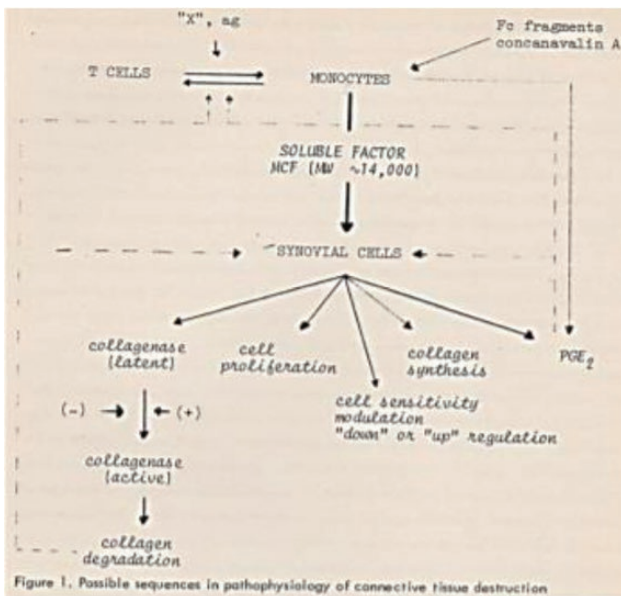 "X", ag
Fc fragments
concanavalin A
T CELLS
MONOCYTES
SOLUBLE FACTOR
MCF (MW ~14,000)
SYNOVIAL CELLS
collagenase
(latent)
cell
proliferation
collagen
synthesis
PGE2
cell sensitivity
modulation
"down" or "up" regulation
(-)
(+)
collagenase
(active)
collagen
degradation
Figure 1. Possible sequences in pathophysiology of connective tissue destruction